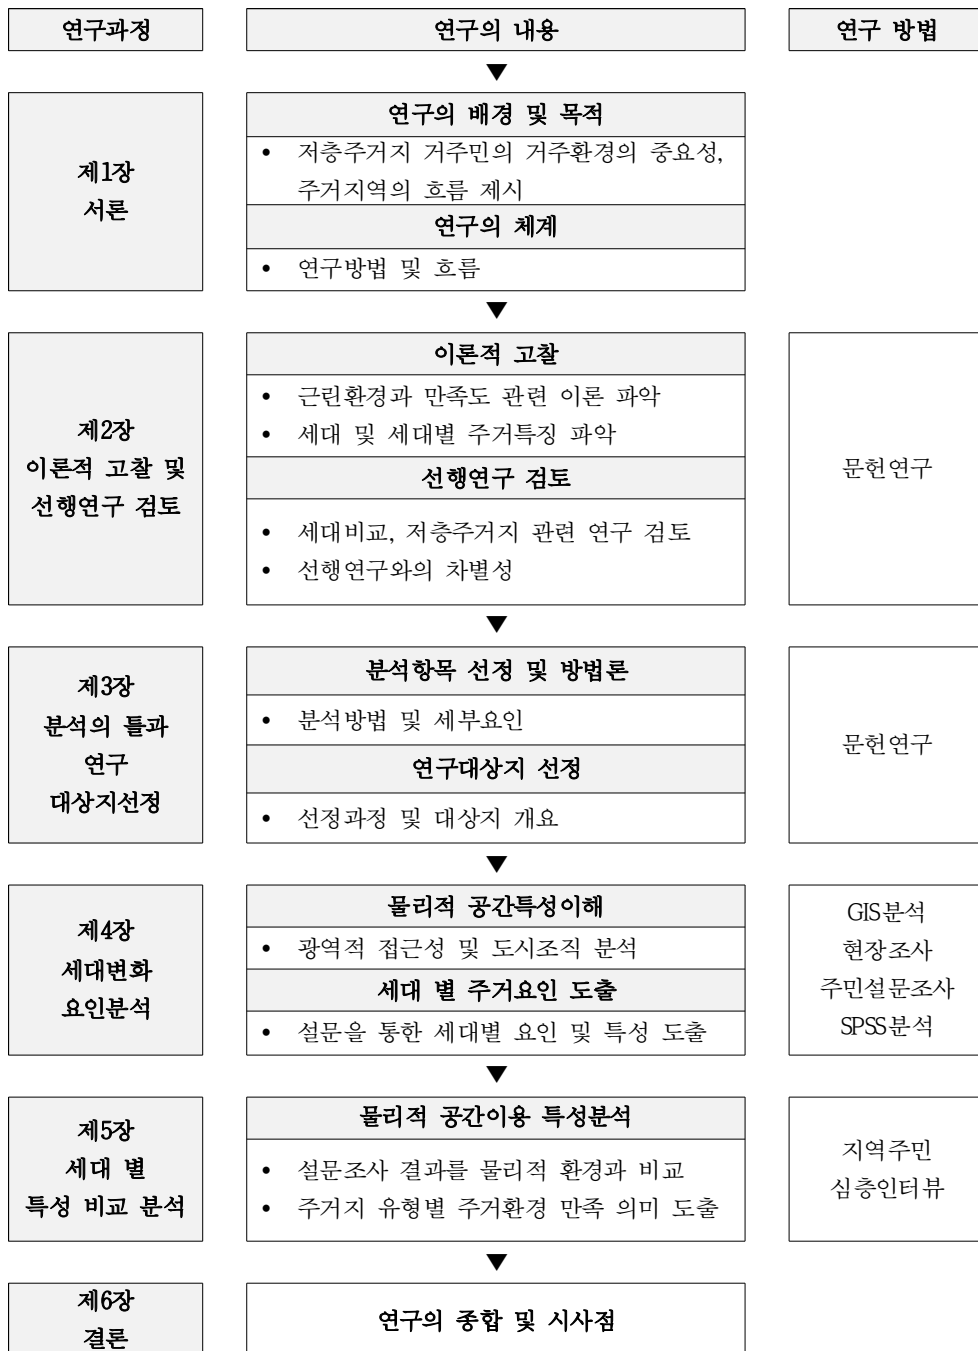 연구과정
연구의 내용
연구 방법
▼
제1장
서론
연구의 배경 및 목적
• 저층주거지 거주민의 거주환경의 중요성,
주거지역의 흐름 제시
연구의 체계
• 연구방법 및 흐름
▼
제2장
이론적 고찰 및
선행연구 검토
이론적 고찰
• 근린환경과 만족도 관련 이론 파악
• 세대 및 세대별 주거특징 파악
선행연구 검토
• 세대비교, 저층주거지 관련 연구 검토
• 선행연구와의 차별성
문헌연구
▼
제3장
분석의 틀과
연구
대상지선정
분석항목 선정 및 방법론
• 분석방법 및 세부요인
연구대상지 선정
• 선정과정 및 대상지 개요
문헌연구
▼
제4장
세대변화
요인분석
물리적 공간특성이해
• 광역적 접근성 및 도시조직 분석
세대 별 주거요인 도출
• 설문을 통한 세대별 요인 및 특성 도출
GIS분석
현장조사
주민설문조사
SPSS분석
▼
제5장
세대 별
특성 비교 분석
물리적 공간이용 특성분석
• 설문조사 결과를 물리적 환경과 비교
• 주거지 유형별 주거환경 만족 의미 도출
지역주민
심층인터뷰
▼
제6장
결론
연구의 종합 및 시사점